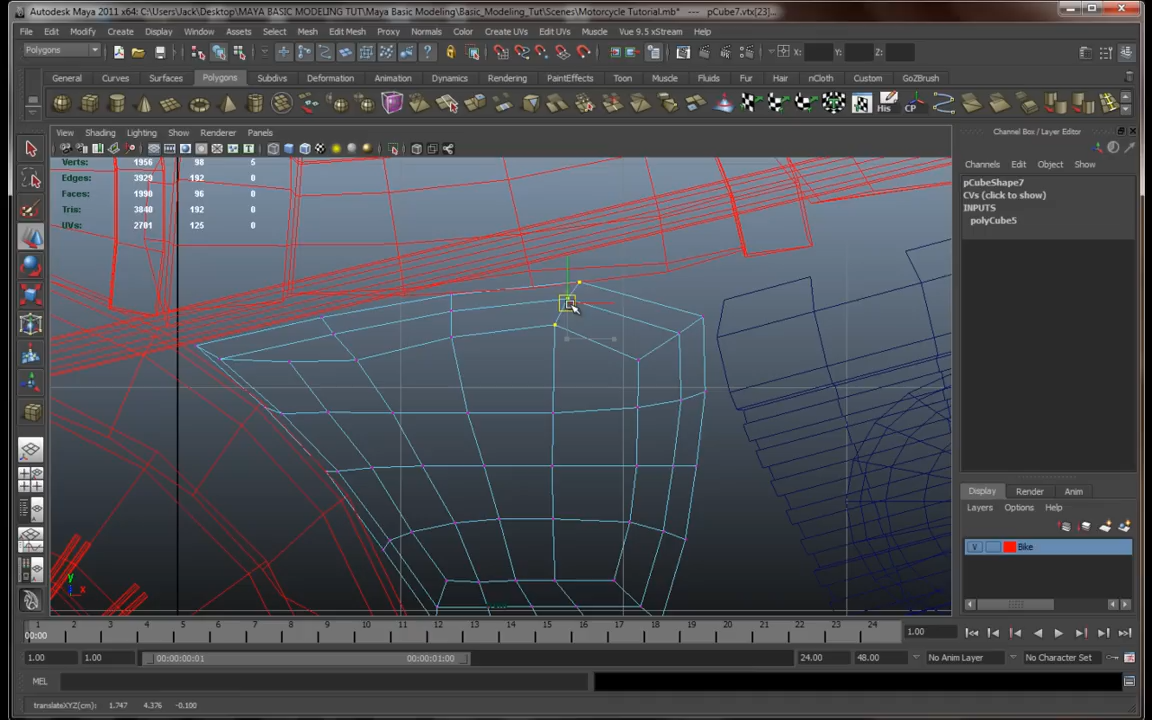 Autodesk Maya 2011 x64: C:\Users\Jack\Desktop\MAYA BASIC MODELING TUT\Maya Basic Modeling\Basic_Modeling_Tut\Scenes\Motorcycle Tutorial.mb* --- pCube7.vtx[23]...
File Edit Modify Create Display Window Assets Select Mesh Edit Mesh Proxy Normals Color Create UVs Edit UVs Muscle Vue 9.5 xStream Help
Polygons X: Y: Z:
General Curves Surfaces Polygons Subdivs Deformation Animation Dynamics Rendering PaintEffects Toon Muscle Fluids Fur Hair nCloth Custom GoZBrush
His CP
View Shading Lighting Show Renderer Panels
Channel Box / Layer Editor
Channels Edit Object Show
Verts: 1956 98 5
Edges: 3929 192 0
Faces: 1990 96 0
Tris: 3840 192 0
UVs: 2701 125 0
pCubeShape7
CVs (click to show)
INPUTS
polyCube5
Display Render Anim
Layers Options Help
V Bike
y
z x
1 2 3 4 5 6 7 8 9 10 11 12 13 14 15 16 17 18 19 20 21 22 23 24
00:00
1.00
1.00 1.00 00:00:00:01 00:00:01:00 24.00 48.00 No Anim Layer No Character Set
MEL
translateXYZ(cm): 1.747 4.376 -0.100